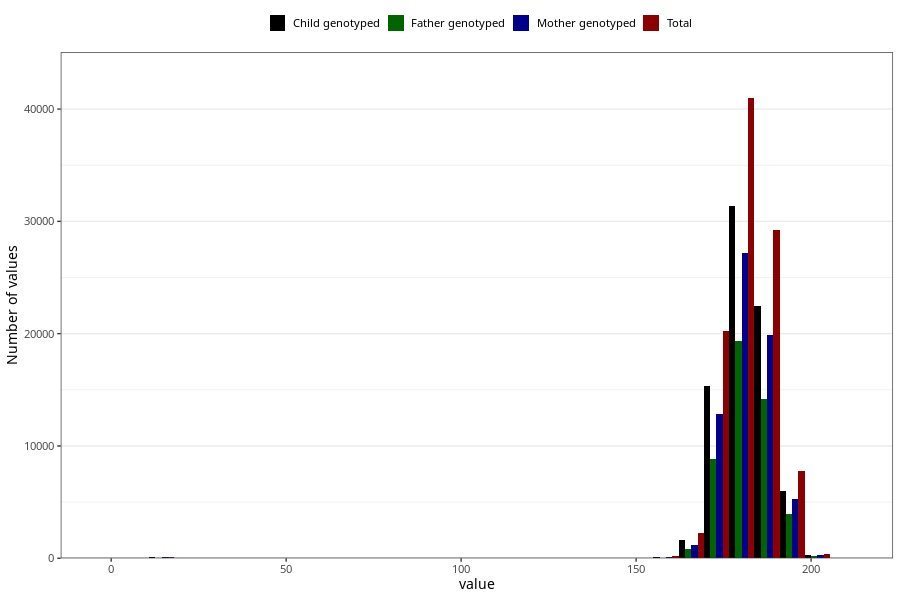 Child genotyped Father genotyped Mother genotyped Total
Number of values
40000
30000
20000
10000
0
0 50 100 150 200
value